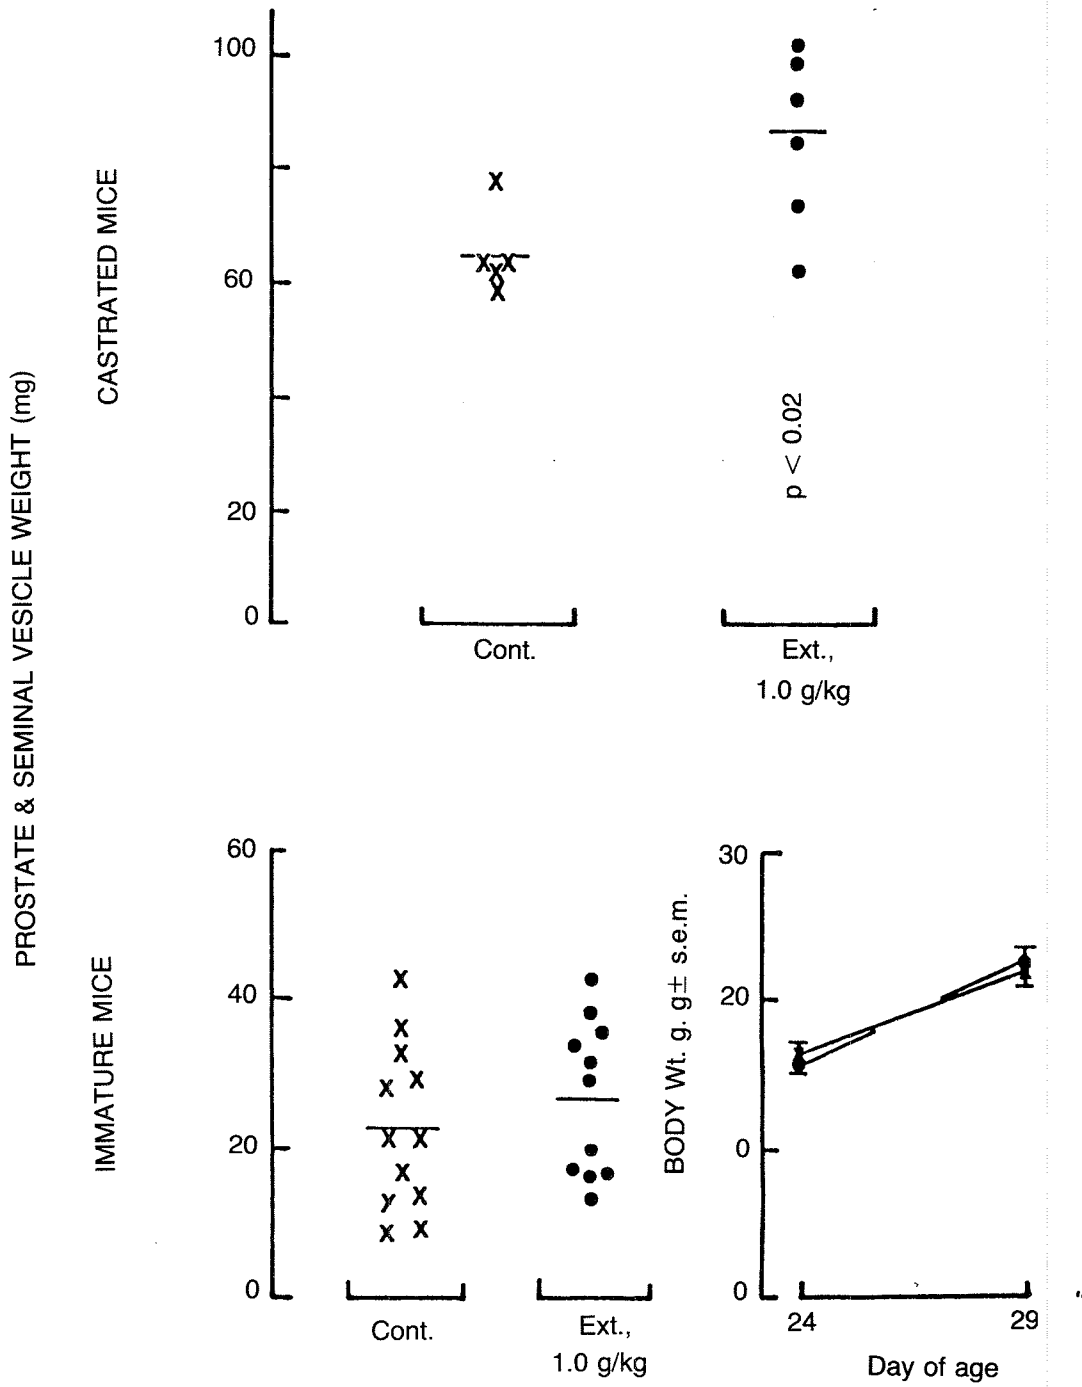 PROSTATE & SEMINAL VESICLE WEIGHT (mg)
CASTRATED MICE
100
60
20
0
p < 0.02
Cont.
Ext.,
1.0 g/kg
IMMATURE MICE
60
40
20
0
Cont.
Ext.,
1.0 g/kg
BODY Wt. g. g± s.e.m.
30
20
0
0
24
29
Day of age